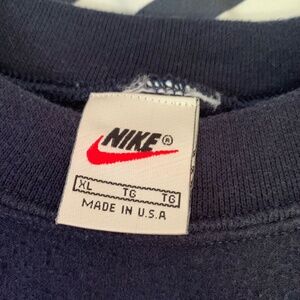 NIKE ®
XL TG TG
MADE IN U.S.A